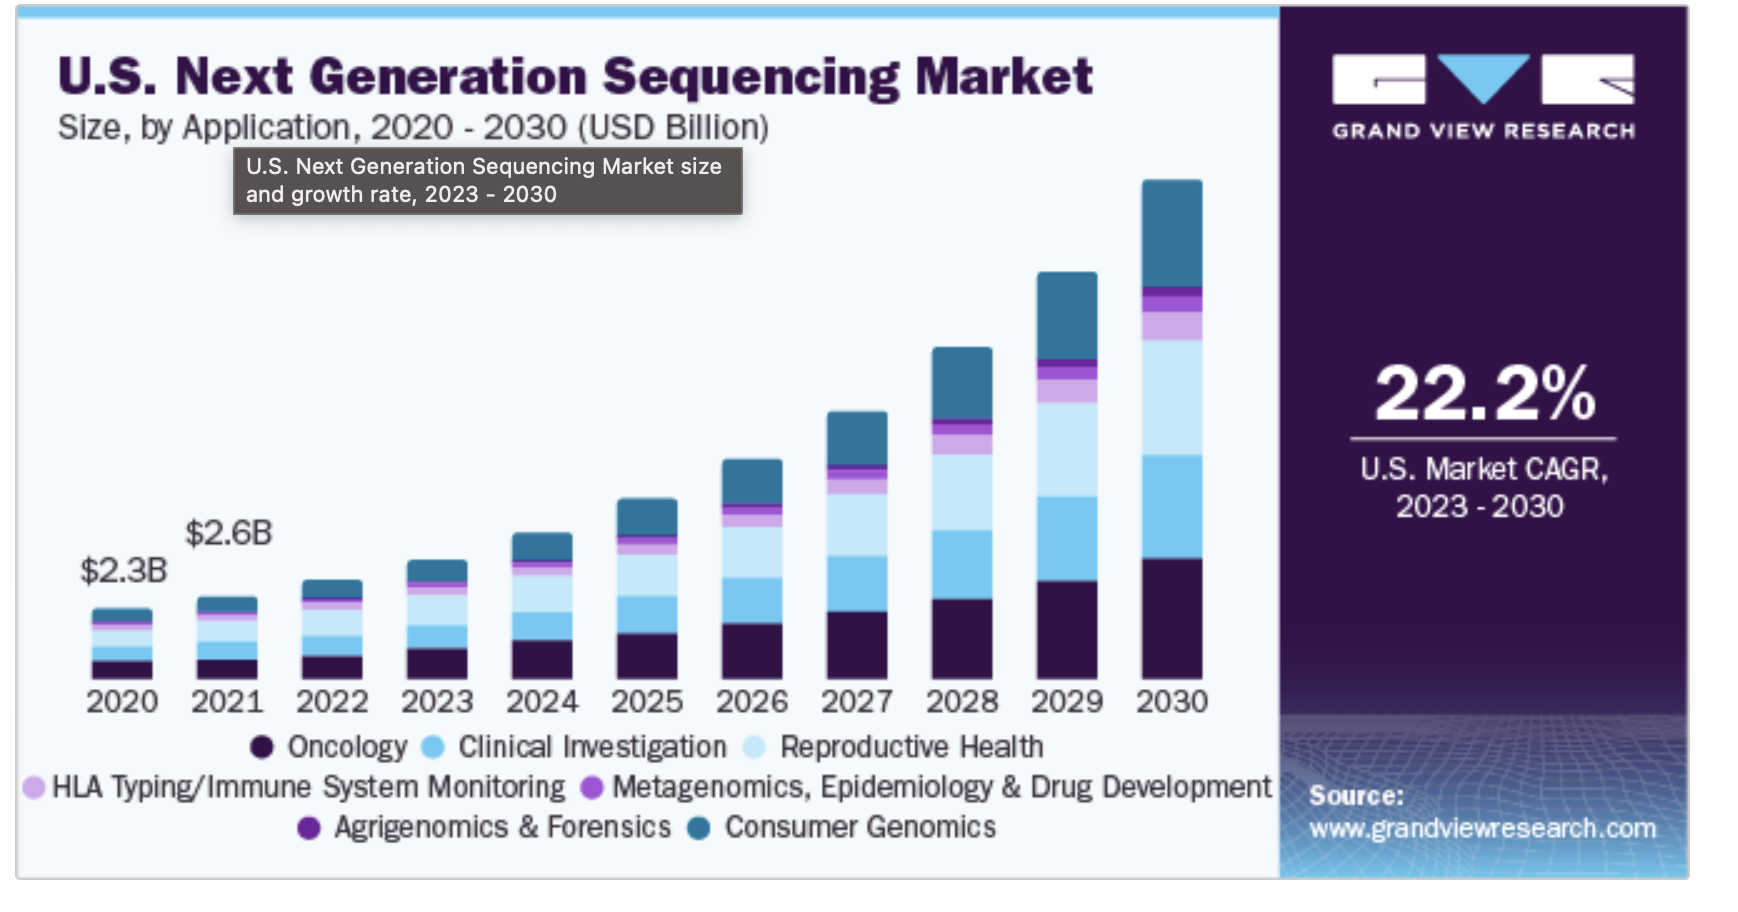 U.S. Next Generation Sequencing Market
Size, by Application, 2020 - 2030 (USD Billion)
U.S. Next Generation Sequencing Market size
and growth rate, 2023 - 2030
$2.3B
$2.6B
2020 2021 2022 2023 2024 2025 2026 2027 2028 2029 2030
Oncology Clinical Investigation Reproductive Health
HLA Typing/Immune System Monitoring Metagenomics, Epidemiology & Drug Development
Agrigenomics & Forensics Consumer Genomics
GRAND VIEW RESEARCH
22.2%
U.S. Market CAGR,
2023 - 2030
Source:
www.grandviewresearch.com